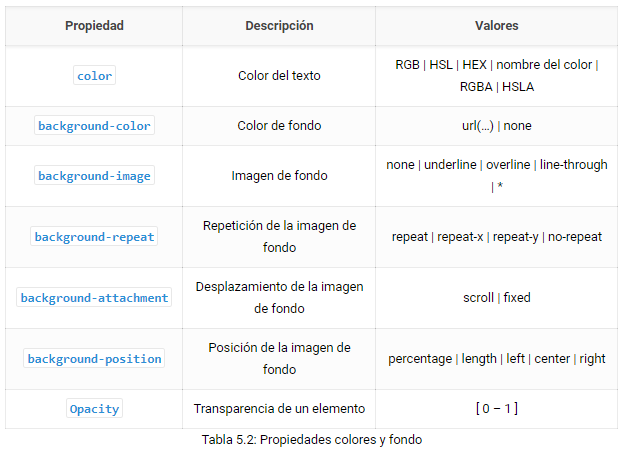 Propiedad Descripción Valores
color Color del texto RGB | HSL | HEX | nombre del color |
RGBA | HSLA
background-color Color de fondo url(...) | none
background-image Imagen de fondo none | underline | overline | line-through
| *
background-repeat Repetición de la imagen de
fondo repeat | repeat-x | repeat-y | no-repeat
background-attachment Desplazamiento de la imagen
de fondo scroll | fixed
background-position Posición de la imagen de
fondo percentage | length | left | center | right
Opacity Transparencia de un elemento [ 0 – 1 ]
Tabla 5.2: Propiedades colores y fondo